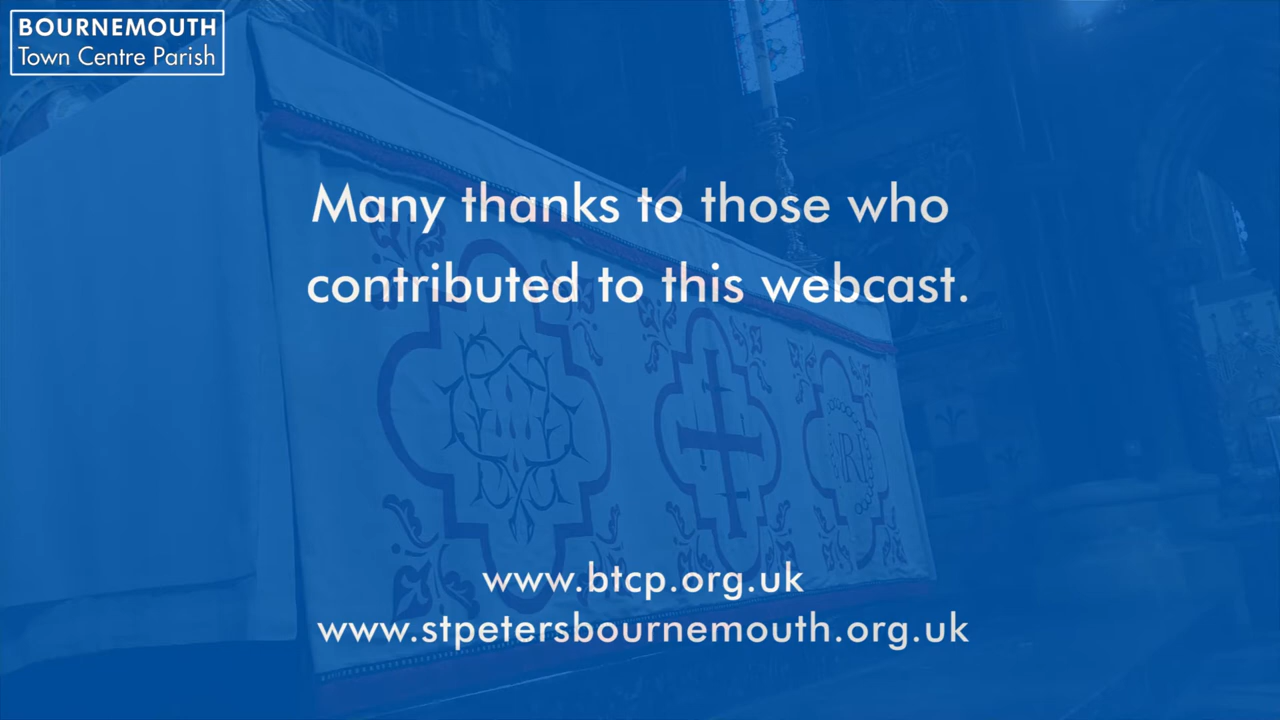 BOURNEMOUTH
Town Centre Parish
Many thanks to those who
contributed to this webcast.
www.btcp.org.uk
www.stpetersbournemouth.org.uk